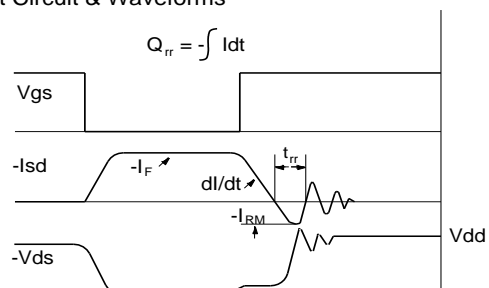 t Circuit & Waveforms
Qrr = -∫ Idt
Vgs
-Isd
-IF
dI/dt
trr
-IRM
Vdd
-Vds